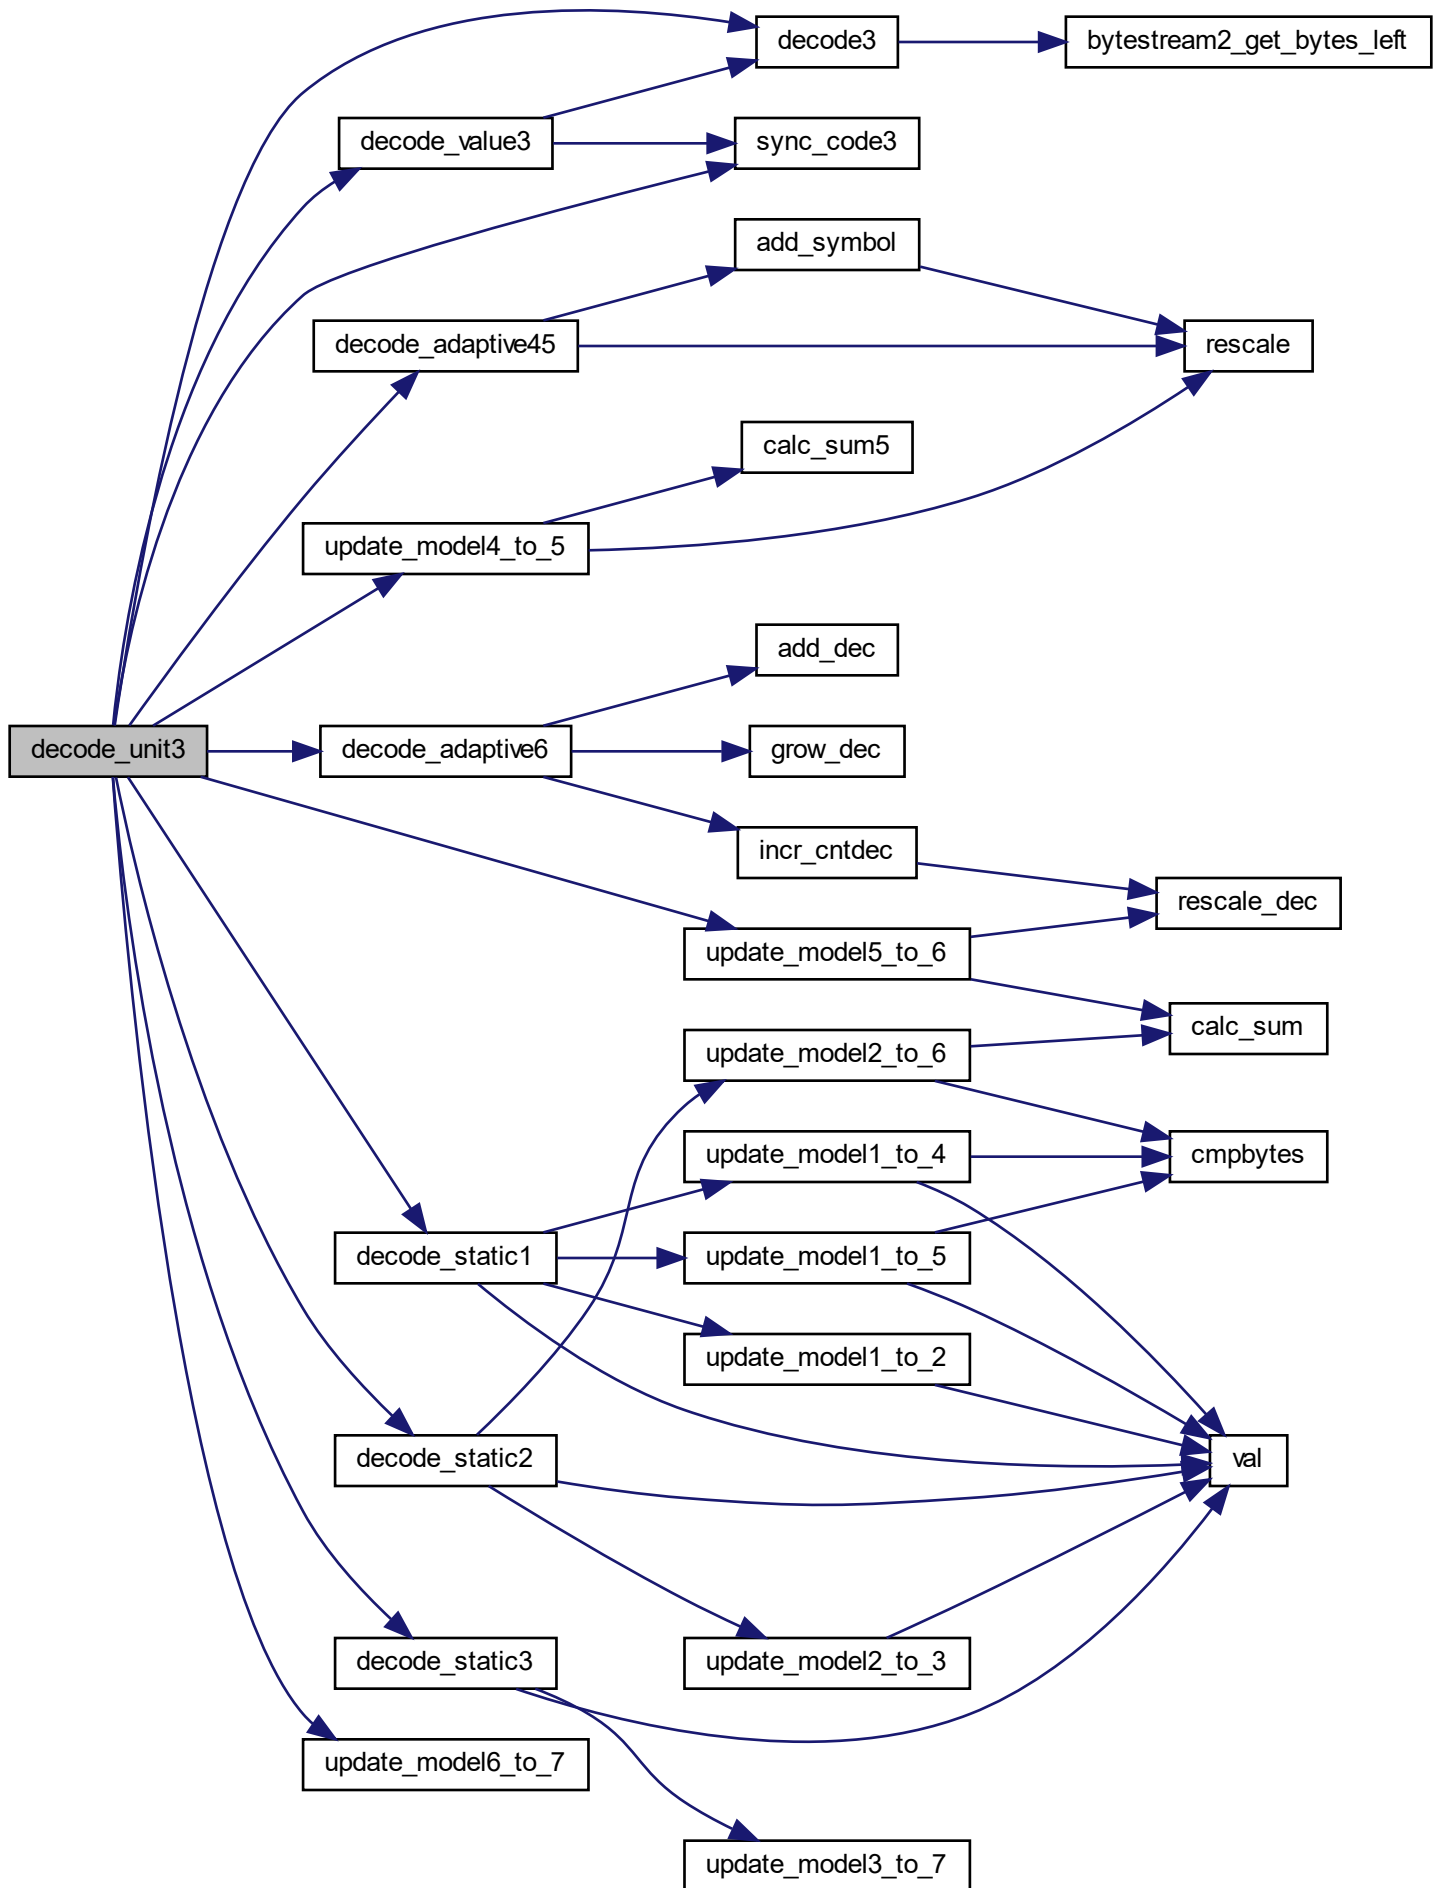 decode3
bytestream2_get_bytes_left
decode_value3
sync_code3
add_symbol
decode_adaptive45
rescale
calc_sum5
update_model4_to_5
add_dec
decode_unit3
decode_adaptive6
grow_dec
incr_cntdec
rescale_dec
update_model5_to_6
calc_sum
update_model2_to_6
update_model1_to_4
cmpbytes
decode_static1
update_model1_to_5
update_model1_to_2
decode_static2
val
decode_static3
update_model2_to_3
update_model6_to_7
update_model3_to_7